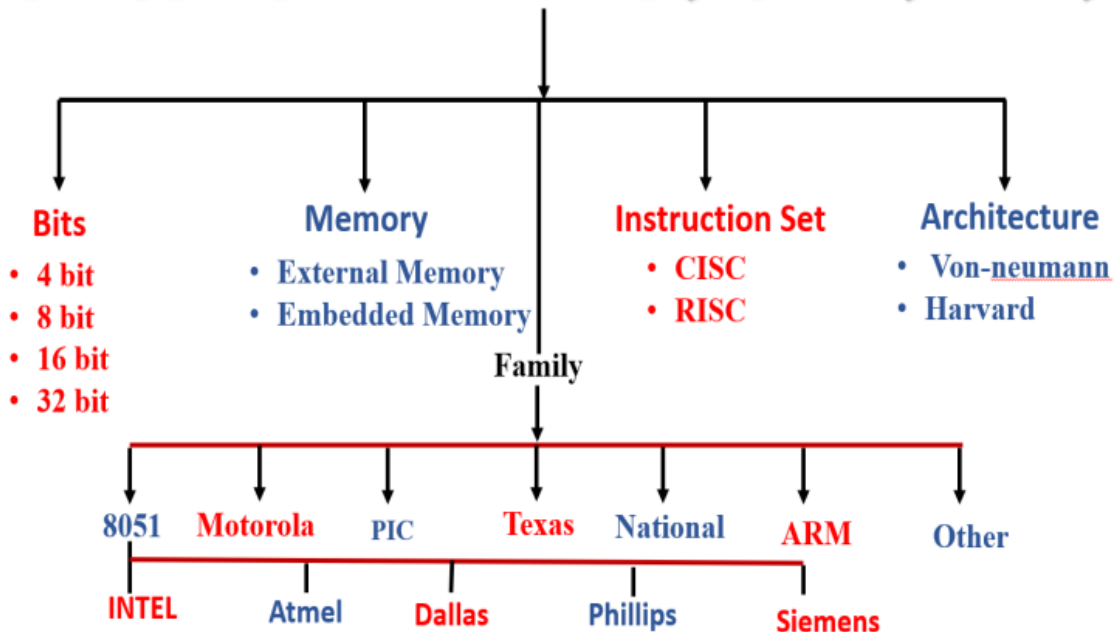 Bits
• 4 bit
• 8 bit
• 16 bit
• 32 bit
Memory
• External Memory
• Embedded Memory
Instruction Set
• CISC
• RISC
Architecture
• Von-neumann
• Harvard
Family
8051 Motorola PIC Texas National ARM Other
INTEL Atmel Dallas Phillips Siemens